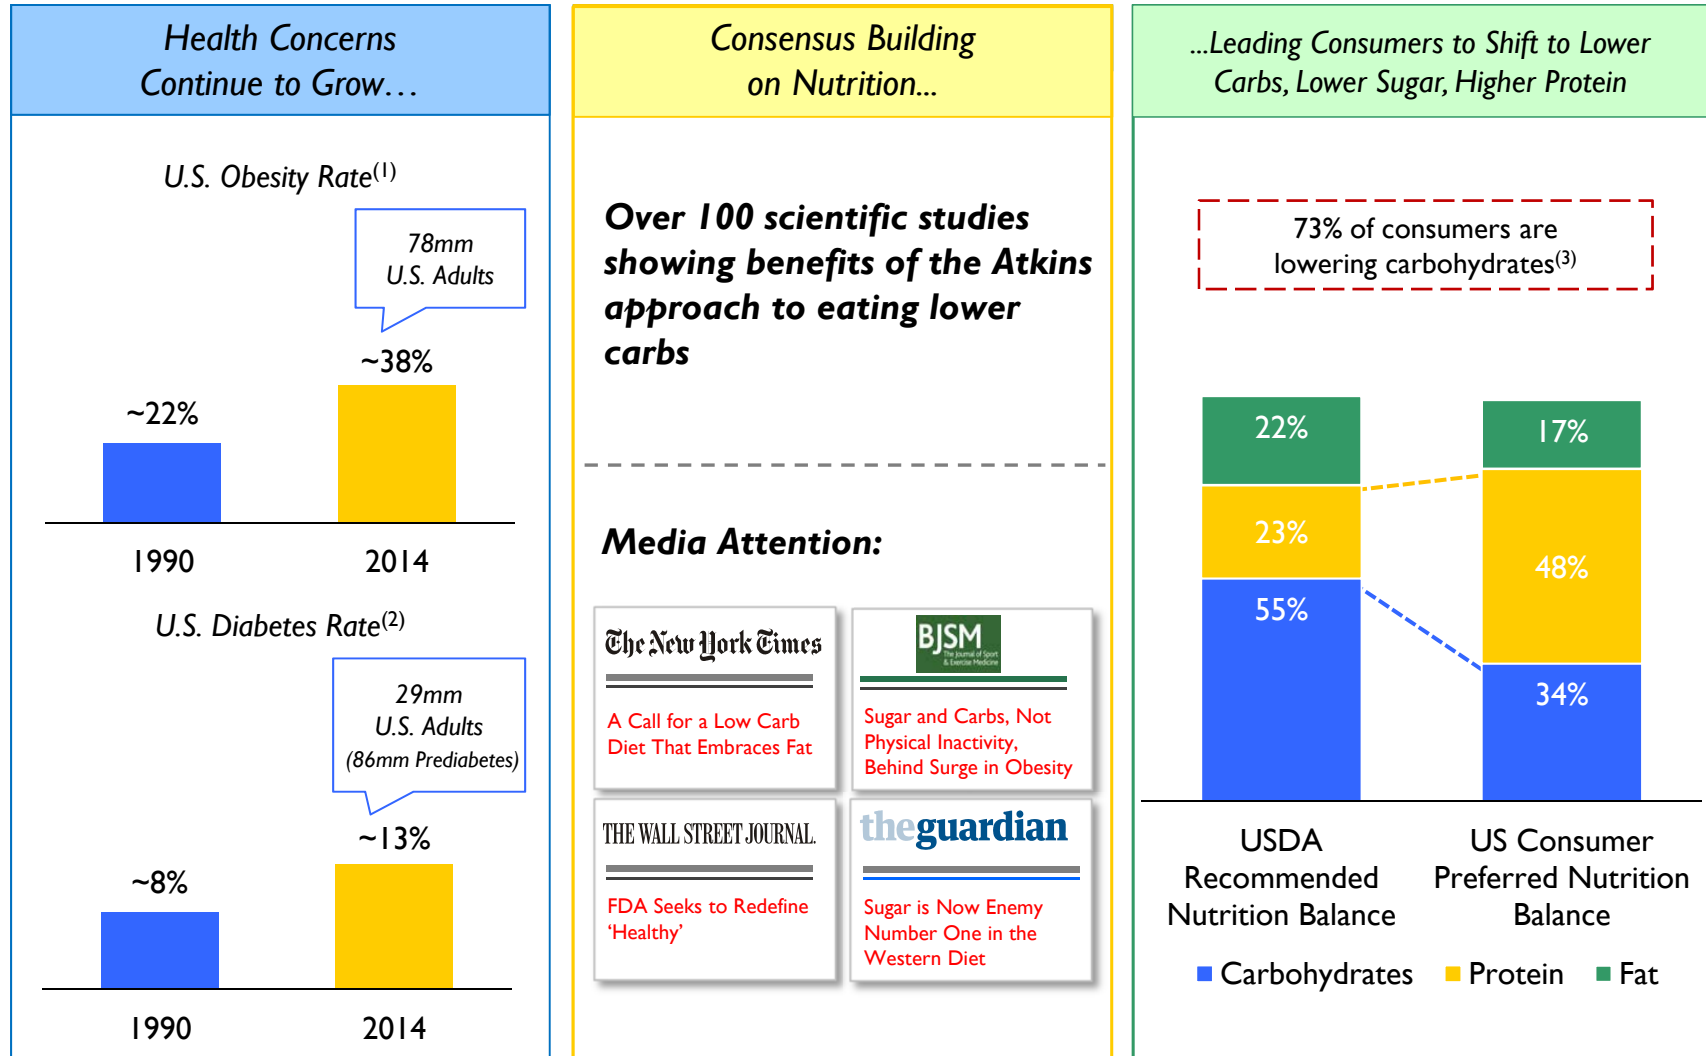 Health Concerns
Continue to Grow…
U.S. Obesity Rate(1)
78mm
U.S. Adults
~38%
~22%
1990
2014
U.S. Diabetes Rate(2)
29mm
U.S. Adults
(86mm Prediabetes)
~13%
~8%
1990
2014
Consensus Building
on Nutrition...
Over 100 scientific studies
showing benefits of the Atkins
approach to eating lower
carbs
Media Attention:
The New York Times
A Call for a Low Carb
Diet That Embraces Fat
BJSM
The Journal of Sport
& Exercise Medicine
Sugar and Carbs, Not
Physical Inactivity,
Behind Surge in Obesity
THE WALL STREET JOURNAL.
FDA Seeks to Redefine
‘Healthy’
theguardian
Sugar is Now Enemy
Number One in the
Western Diet
...Leading Consumers to Shift to Lower
Carbs, Lower Sugar, Higher Protein
73% of consumers are
lowering carbohydrates(3)
22%
23%
55%
17%
48%
34%
USDA
Recommended
Nutrition Balance
US Consumer
Preferred Nutrition
Balance
Carbohydrates
Protein
Fat